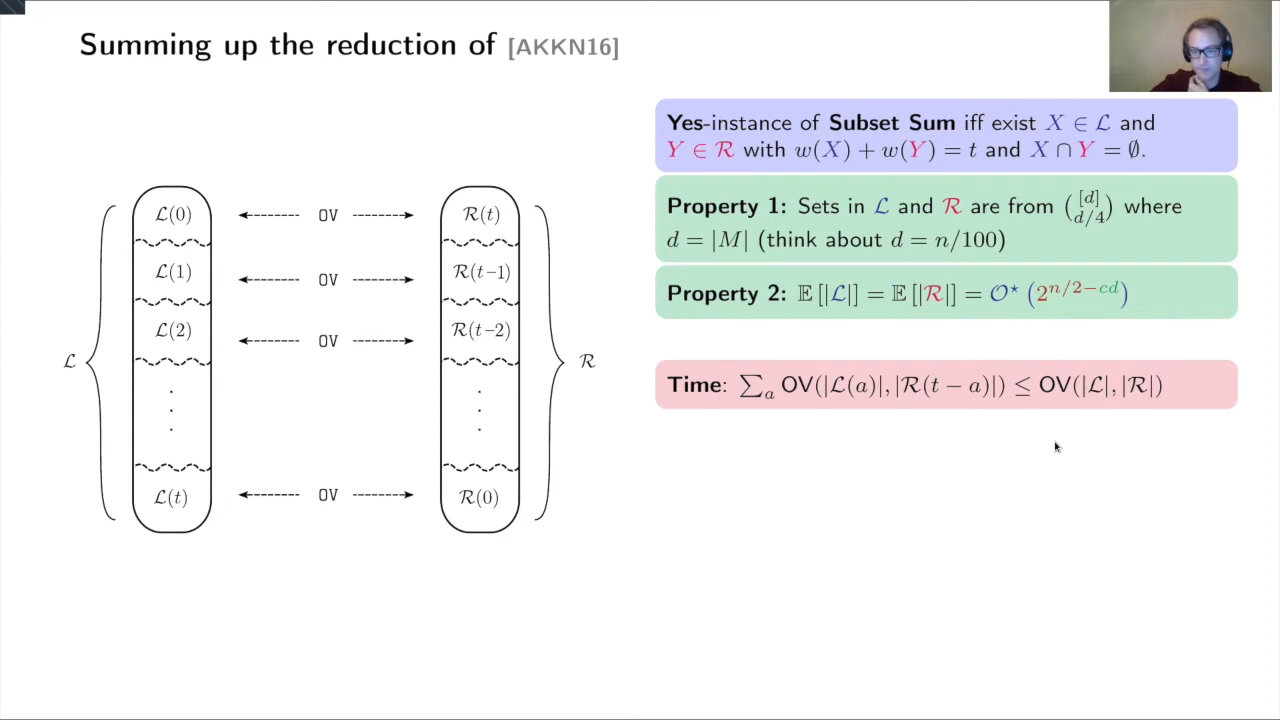 Summing up the reduction of [AKKN16]
Yes-instance of Subset Sum iff exist X ∈ ℒ and
Y ∈ ℛ with w(X) + w(Y) = t and X ∩ Y = ∅.
Property 1: Sets in ℒ and ℛ are from ([d] d/4) where
d = |M| (think about d = n/100)
Property 2: 𝔼 [|ℒ|] = 𝔼 [|ℛ|] = 𝒪⋆ (2^{n/2−cd})
Time: ∑_a OV(|ℒ(a)|, |ℛ(t − a)|) ≤ OV(|ℒ|, |ℛ|)
ℒ(0) OV ℛ(t)
ℒ(1) OV ℛ(t−1)
ℒ(2) OV ℛ(t−2)
ℒ ℛ
ℒ(t) OV ℛ(0)